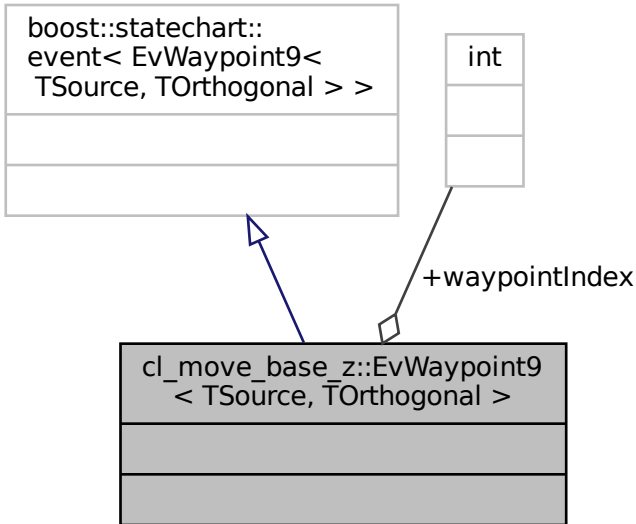 boost::statechart::
event< EvWaypoint9<
TSource, TOrthogonal > >
int
+waypointIndex
cl_move_base_z::EvWaypoint9
< TSource, TOrthogonal >